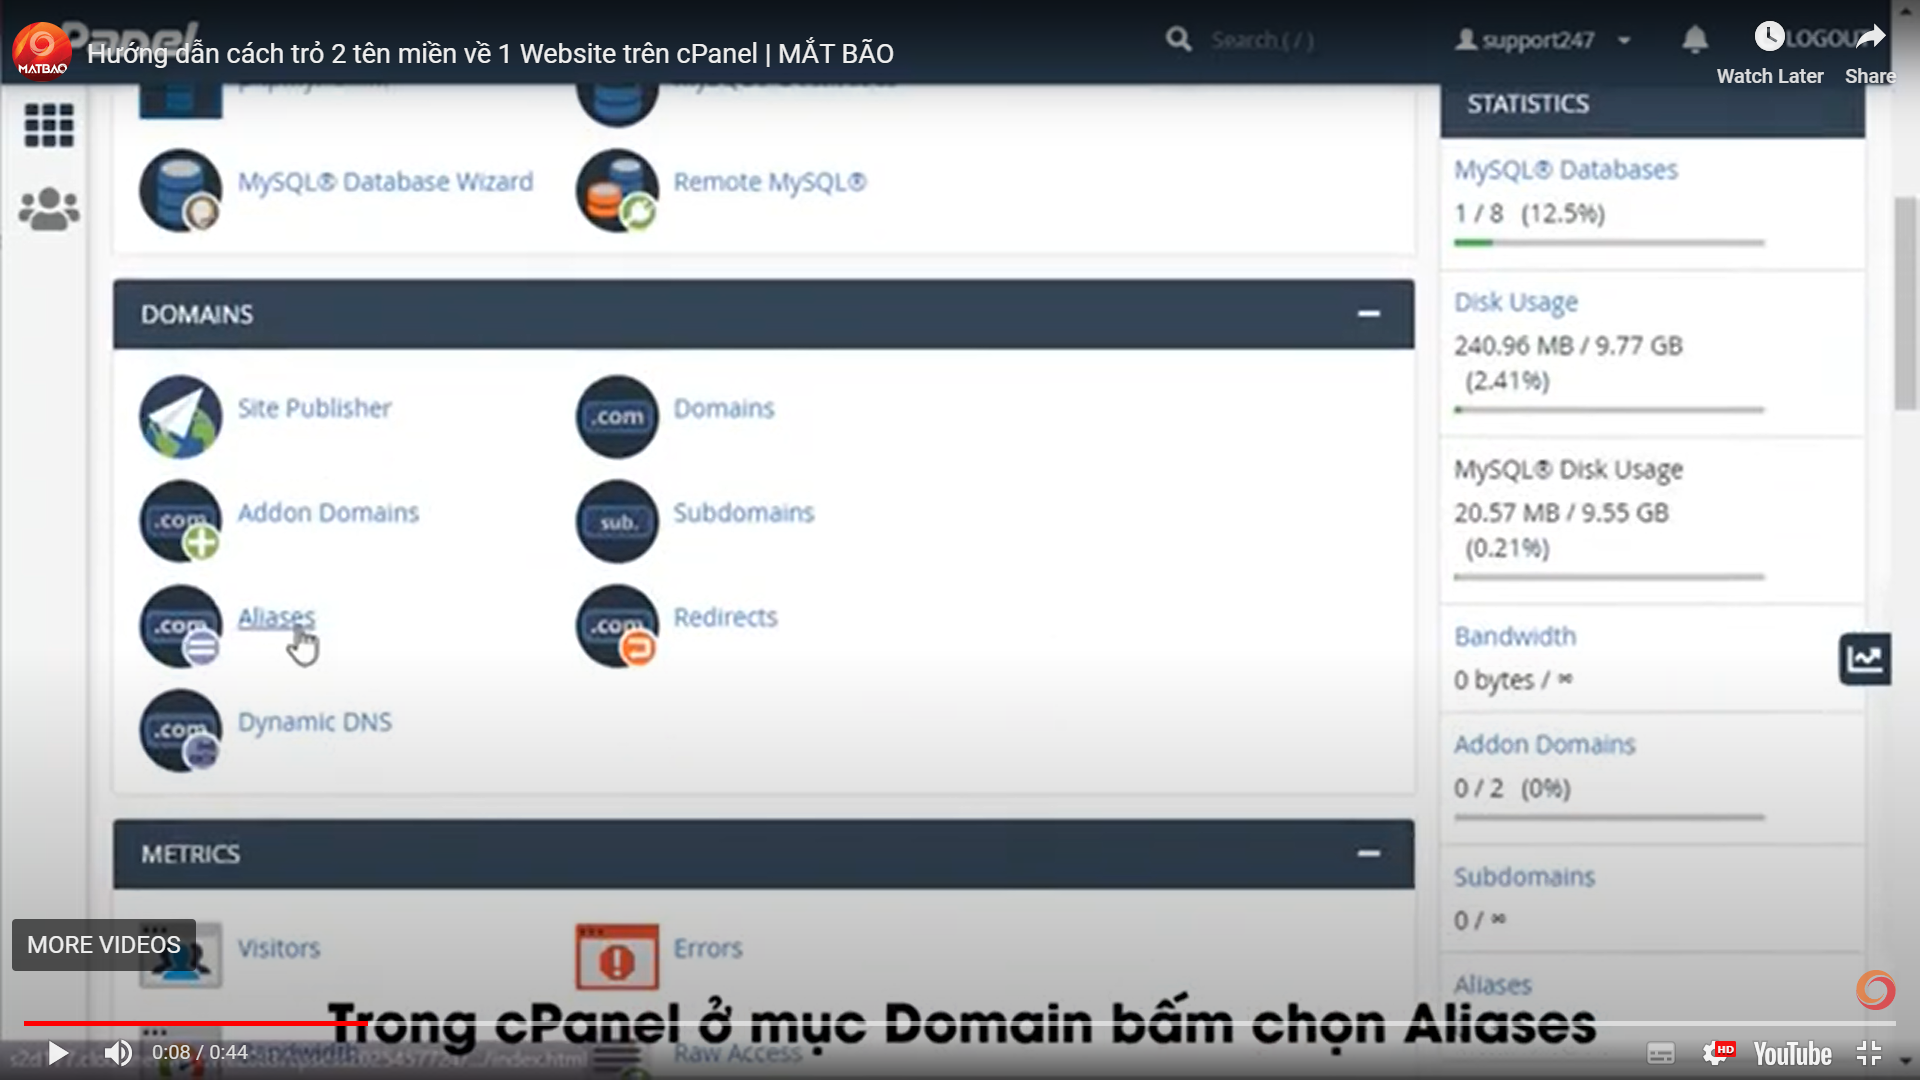 Hướng dẫn cách trỏ 2 tên miền về 1 Website trên cPanel | MẮT BÃO
MATBAO
Search ( / )
support247
LOGOUT
Watch Later
Share
MySQL® Database Wizard
Remote MySQL®
DOMAINS
Site Publisher
Domains
.com
Addon Domains
.com
Subdomains
sub.
Aliases
.com
Redirects
.com
Dynamic DNS
.com
METRICS
Visitors
Errors
Raw Access
STATISTICS
MySQL® Databases
1 / 8 (12.5%)
Disk Usage
240.96 MB / 9.77 GB
(2.41%)
MySQL® Disk Usage
20.57 MB / 9.55 GB
(0.21%)
Bandwidth
0 bytes / ∞
Addon Domains
0 / 2 (0%)
Subdomains
0 / ∞
Aliases
MORE VIDEOS
Trong cPanel ở mục Domain bấm chọn Aliases
0:08 / 0:44
HD
YouTube